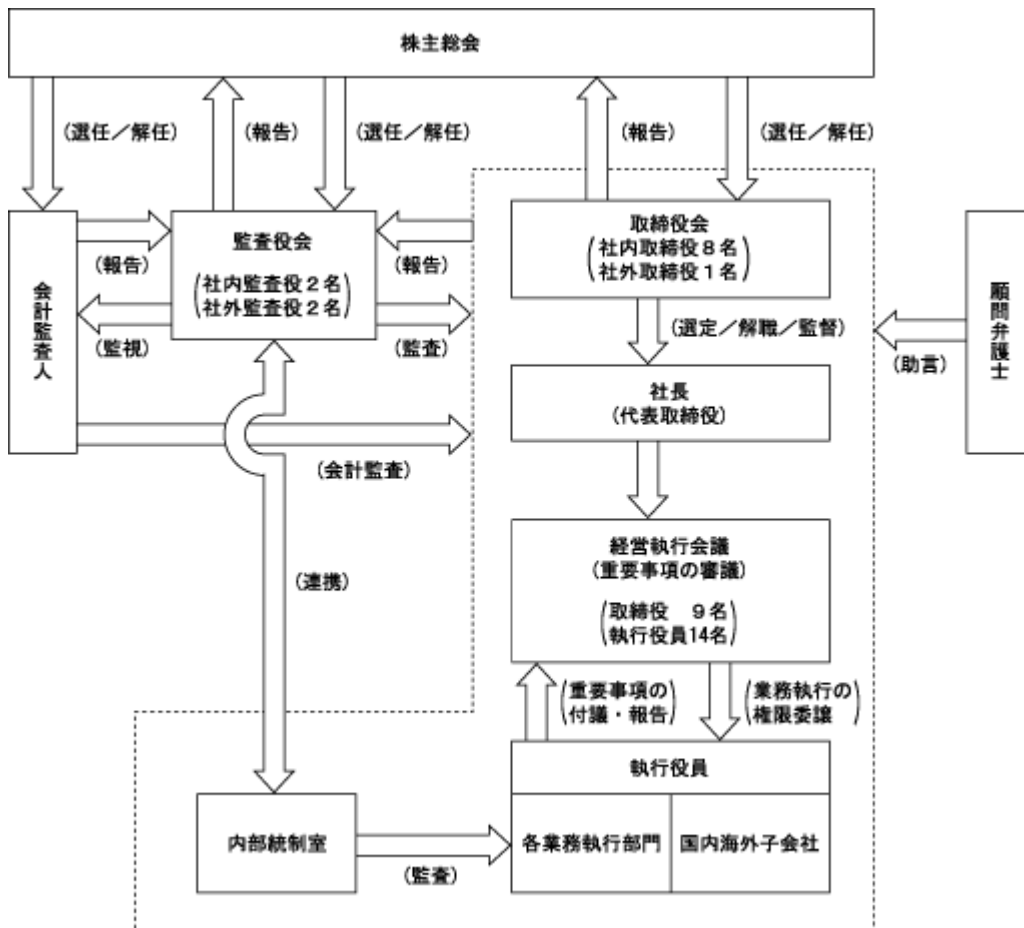 株主総会
(選任／解任)
(報告)
(選任／解任)
(報告)
(選任／解任)
会計監査人
(報告)
監査役会
(社内監査役２名
社外監査役２名)
(報告)
取締役会
(社内取締役８名
社外取締役１名)
顧問弁護士
(監視)
(監査)
(選定／解職／監督)
(助言)
社長
(代表取締役)
(会計監査)
経営執行会議
(重要事項の審議)
(取締役　９名
執行役員14名)
(連携)
(重要事項の
付議・報告)
(業務執行の
権限委譲)
執行役員
内部統制室
(監査)
各業務執行部門
国内海外子会社